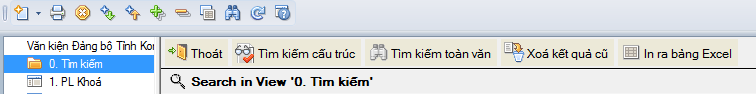 Văn kiện Đảng bộ Tỉnh Kon
0. Tìm kiếm
1. PL Khoá
Thoát
Tìm kiếm cấu trúc
Tìm kiếm toàn văn
Xoá kết quả cũ
In ra bảng Excel
Search in View '0. Tìm kiếm'